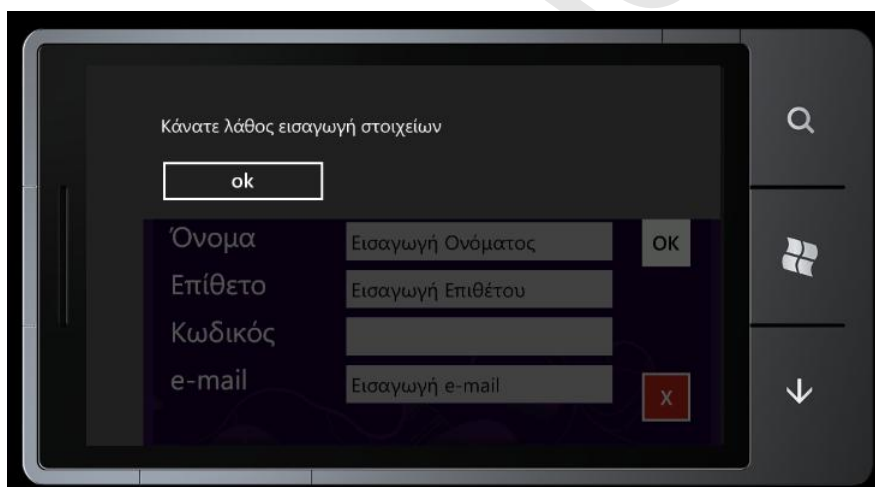 Κάνατε λάθος εισαγωγή στοιχείων
ok
Όνομα
Εισαγωγή Ονόματος
OK
Επίθετο
Εισαγωγή Επιθέτου
Κωδικός
e-mail
Εισαγωγή e-mail
X